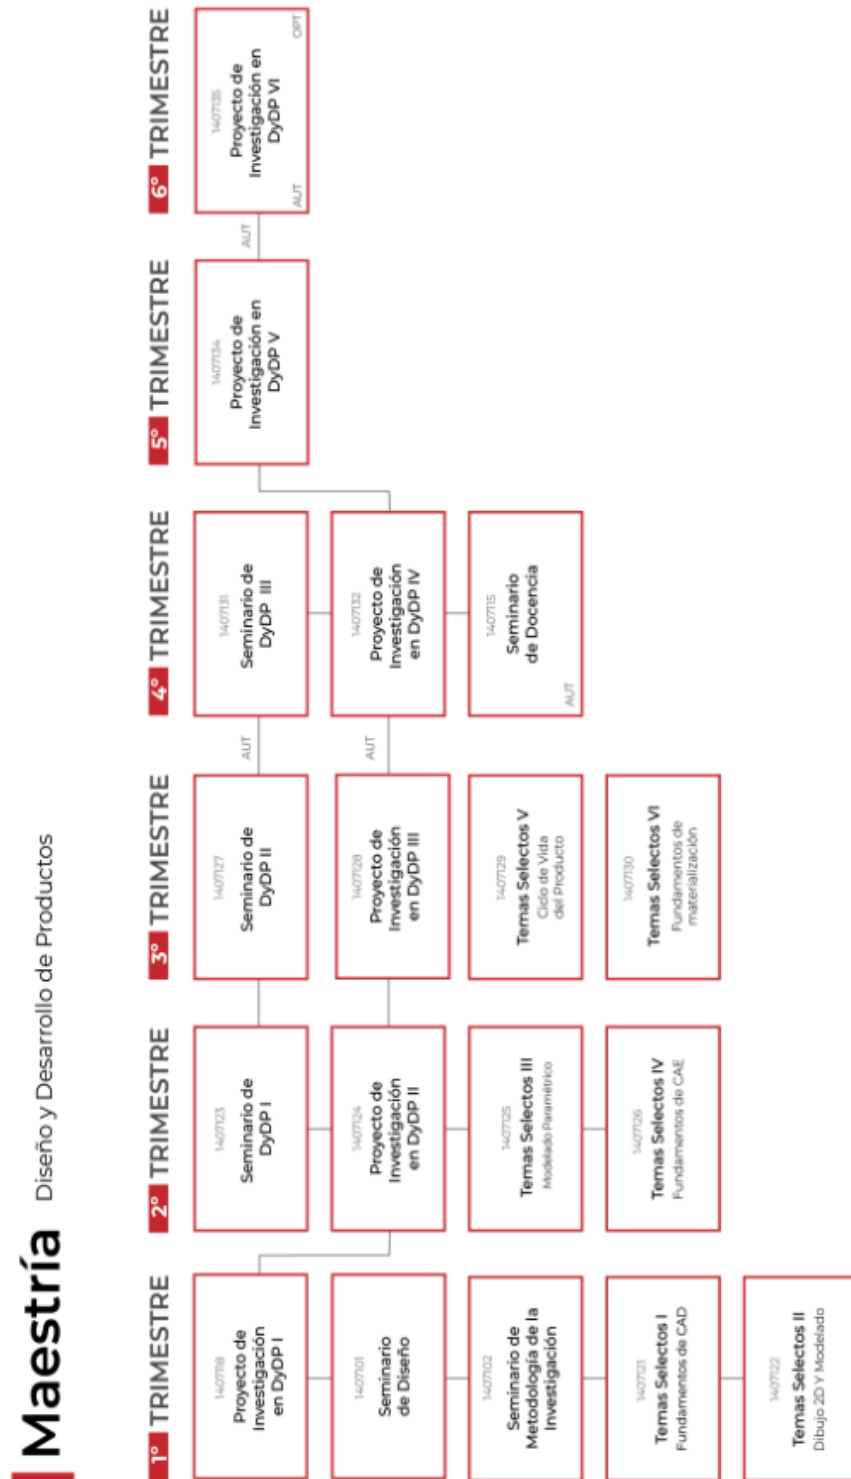 Maestría Diseño y Desarrollo de Productos
1° TRIMESTRE
1407118
Proyecto de
Investigación
en DyDP I
1407101
Seminario
de Diseño
1407102
Seminario de
Metodología de la
Investigación
1407121
Temas Selectos I
Fundamentos de CAD
1407122
Temas Selectos II
Dibujo 2D Y Modelado
2° TRIMESTRE
1407123
Seminario de
DyDP I
1407124
Proyecto de
Investigación
en DyDP II
1407125
Temas Selectos III
Modelado Paramétrico
1407126
Temas Selectos IV
Fundamentos de CAE
3° TRIMESTRE
1407127
Seminario de
DyDP II
AUT
1407128
Proyecto de
Investigación
en DyDP III
AUT
1407129
Temas Selectos V
Ciclo de Vida
del Producto
1407130
Temas Selectos VI
Fundamentos de
materialización
4° TRIMESTRE
1407131
Seminario de
DyDP III
1407132
Proyecto de
Investigación
en DyDP IV
1407115
Seminario
de Docencia
AUT
5° TRIMESTRE
1407134
Proyecto de
Investigación en
DyDP V
AUT
6° TRIMESTRE
1407135
Proyecto de
Investigación en
DyDP VI
AUT OPT